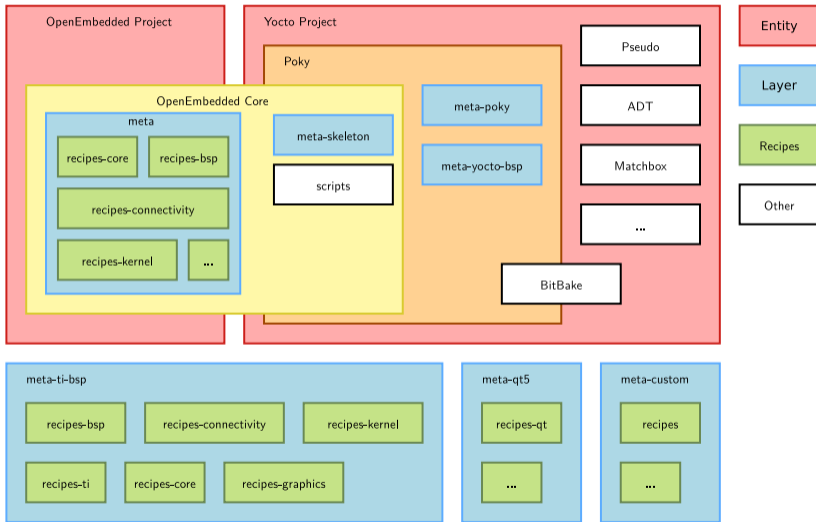 OpenEmbedded Project
Yocto Project
Poky
OpenEmbedded Core
meta
recipes-core
recipes-bsp
recipes-connectivity
recipes-kernel
...
meta-skeleton
scripts
meta-poky
meta-yocto-bsp
Pseudo
ADT
Matchbox
...
BitBake
Entity
Layer
Recipes
Other
meta-ti-bsp
recipes-bsp
recipes-connectivity
recipes-kernel
recipes-ti
recipes-core
recipes-graphics
meta-qt5
recipes-qt
...
meta-custom
recipes
...